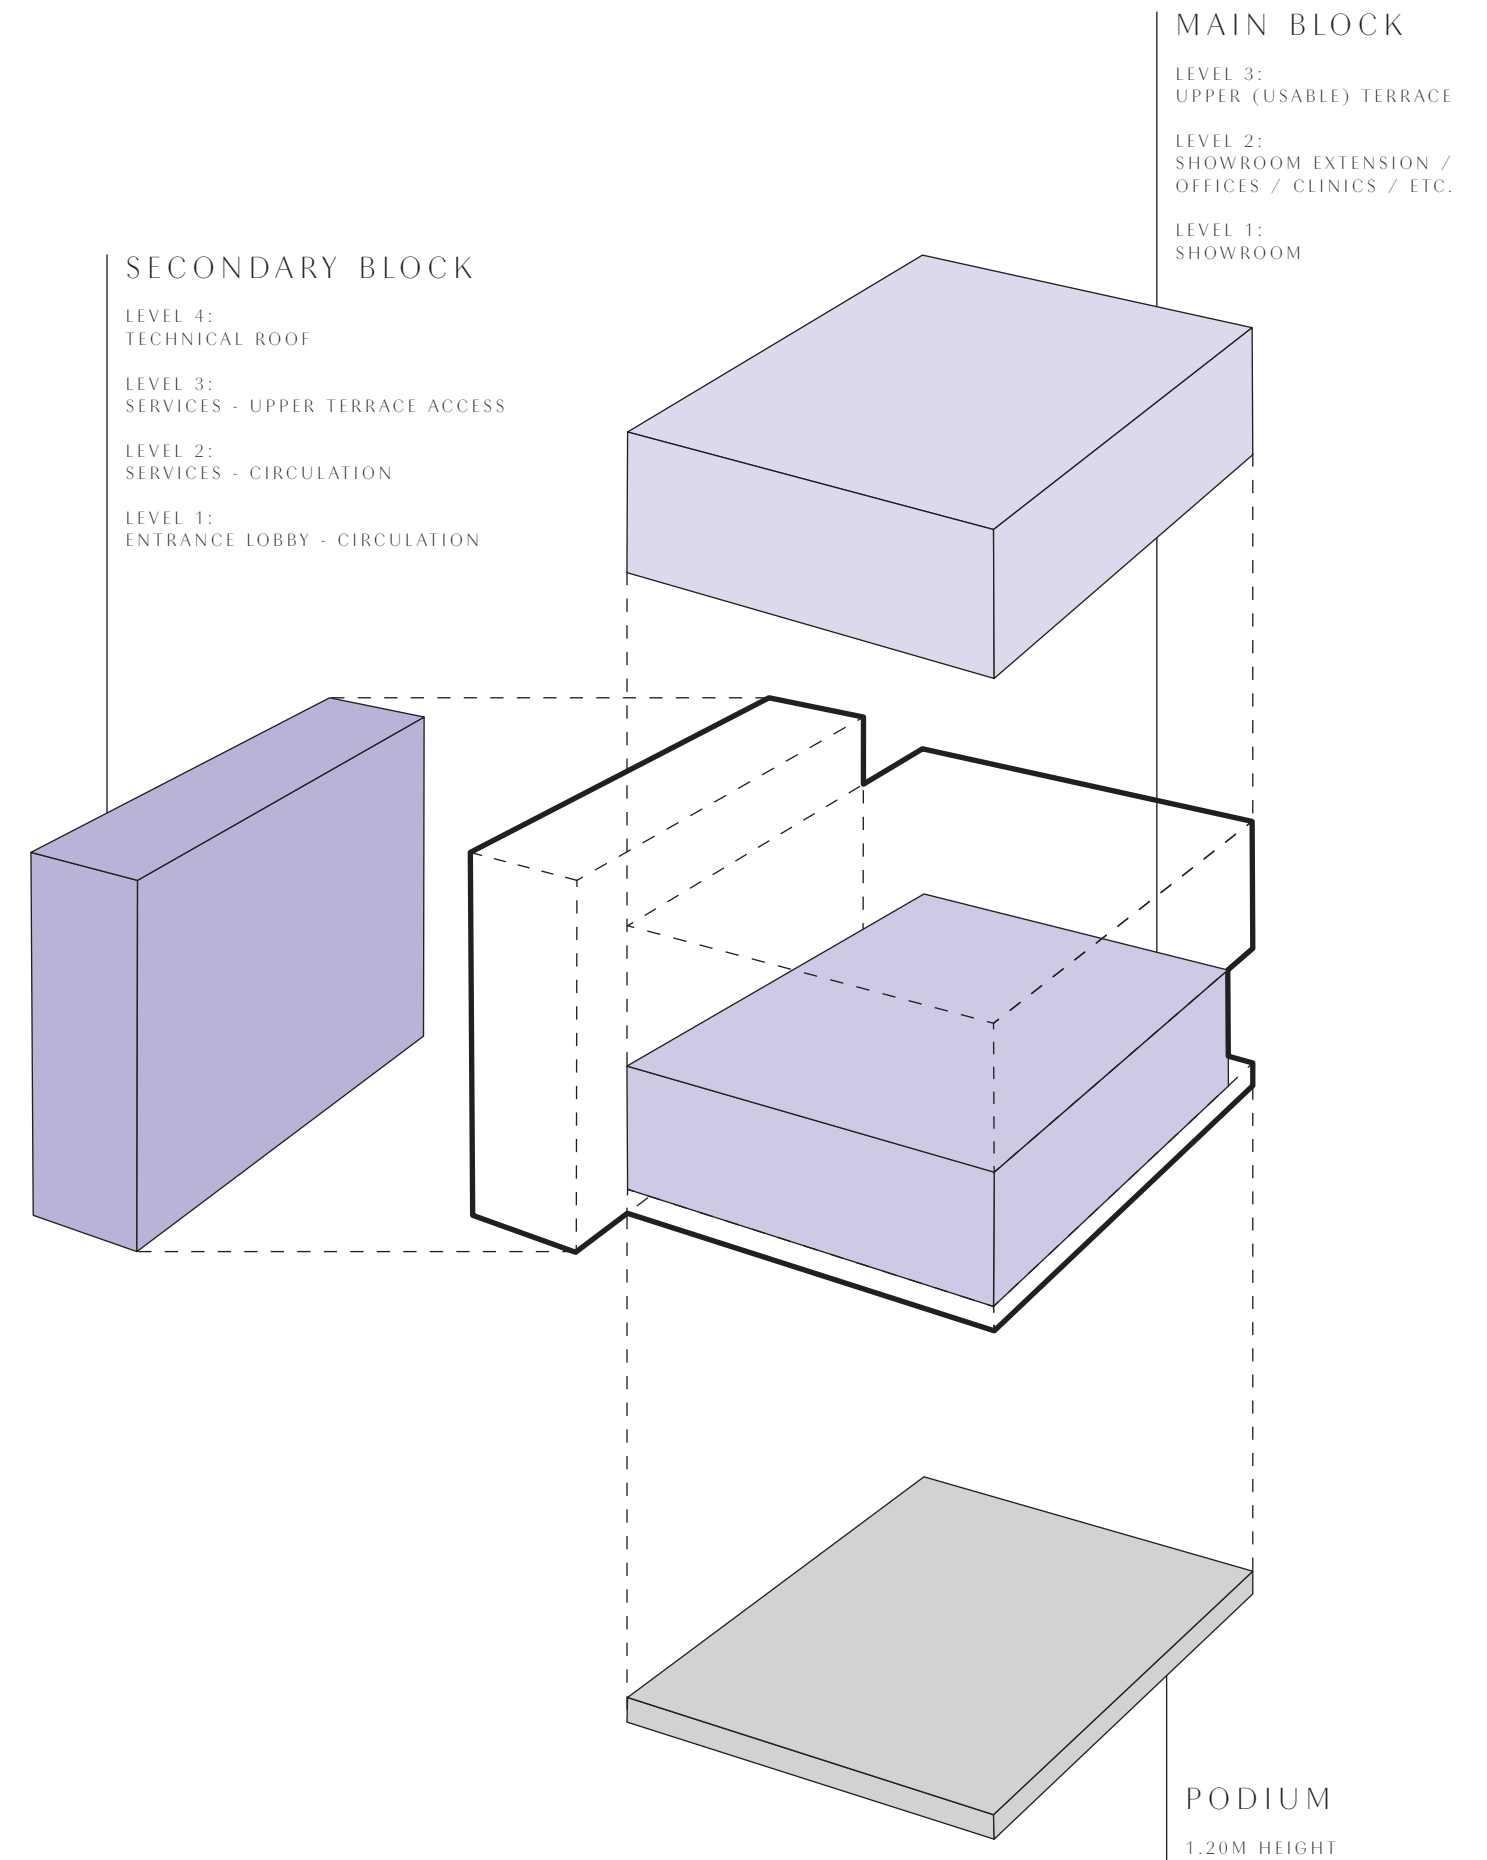 MAIN BLOCK
LEVEL 3:
UPPER (USABLE) TERRACE
LEVEL 2:
SHOWROOM EXTENSION /
OFFICES / CLINICS / ETC.
LEVEL 1:
SHOWROOM
SECONDARY BLOCK
LEVEL 4:
TECHNICAL ROOF
LEVEL 3:
SERVICES - UPPER TERRACE ACCESS
LEVEL 2:
SERVICES - CIRCULATION
LEVEL 1:
ENTRANCE LOBBY - CIRCULATION
PODIUM
1.20M HEIGHT